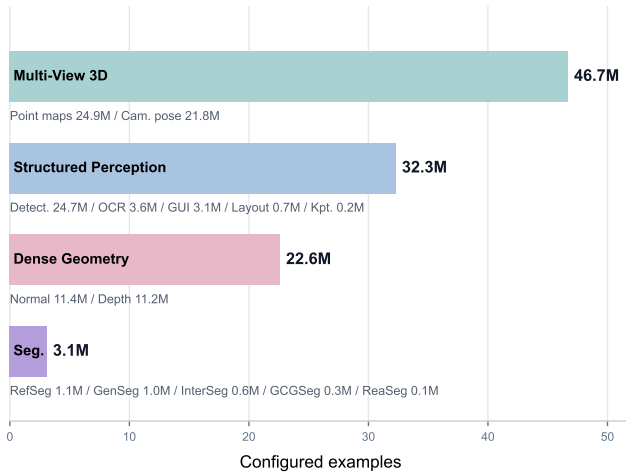 Multi-View 3D
46.7M
Point maps 24.9M / Cam. pose 21.8M
Structured Perception
32.3M
Detect. 24.7M / OCR 3.6M / GUI 3.1M / Layout 0.7M / Kpt. 0.2M
Dense Geometry
22.6M
Normal 11.4M / Depth 11.2M
Seg.
3.1M
RefSeg 1.1M / GenSeg 1.0M / InterSeg 0.6M / GCGSeg 0.3M / ReaSeg 0.1M
0 10 20 30 40 50
Configured examples